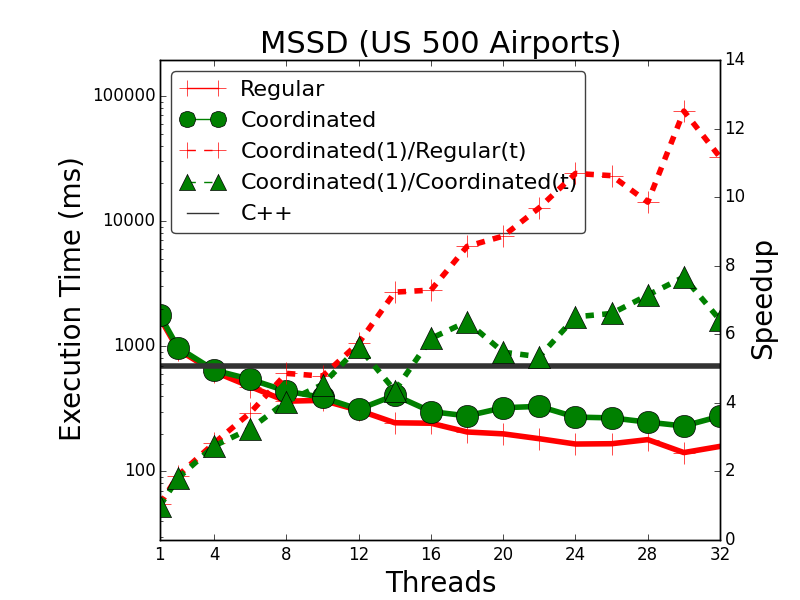 MSSD (US 500 Airports)
Regular
Coordinated
Coordinated(1)/Regular(t)
Coordinated(1)/Coordinated(t)
C++
Execution Time (ms)
100000
10000
1000
100
Speedup
14
12
10
8
6
4
2
0
1 4 8 12 16 20 24 28 32
Threads